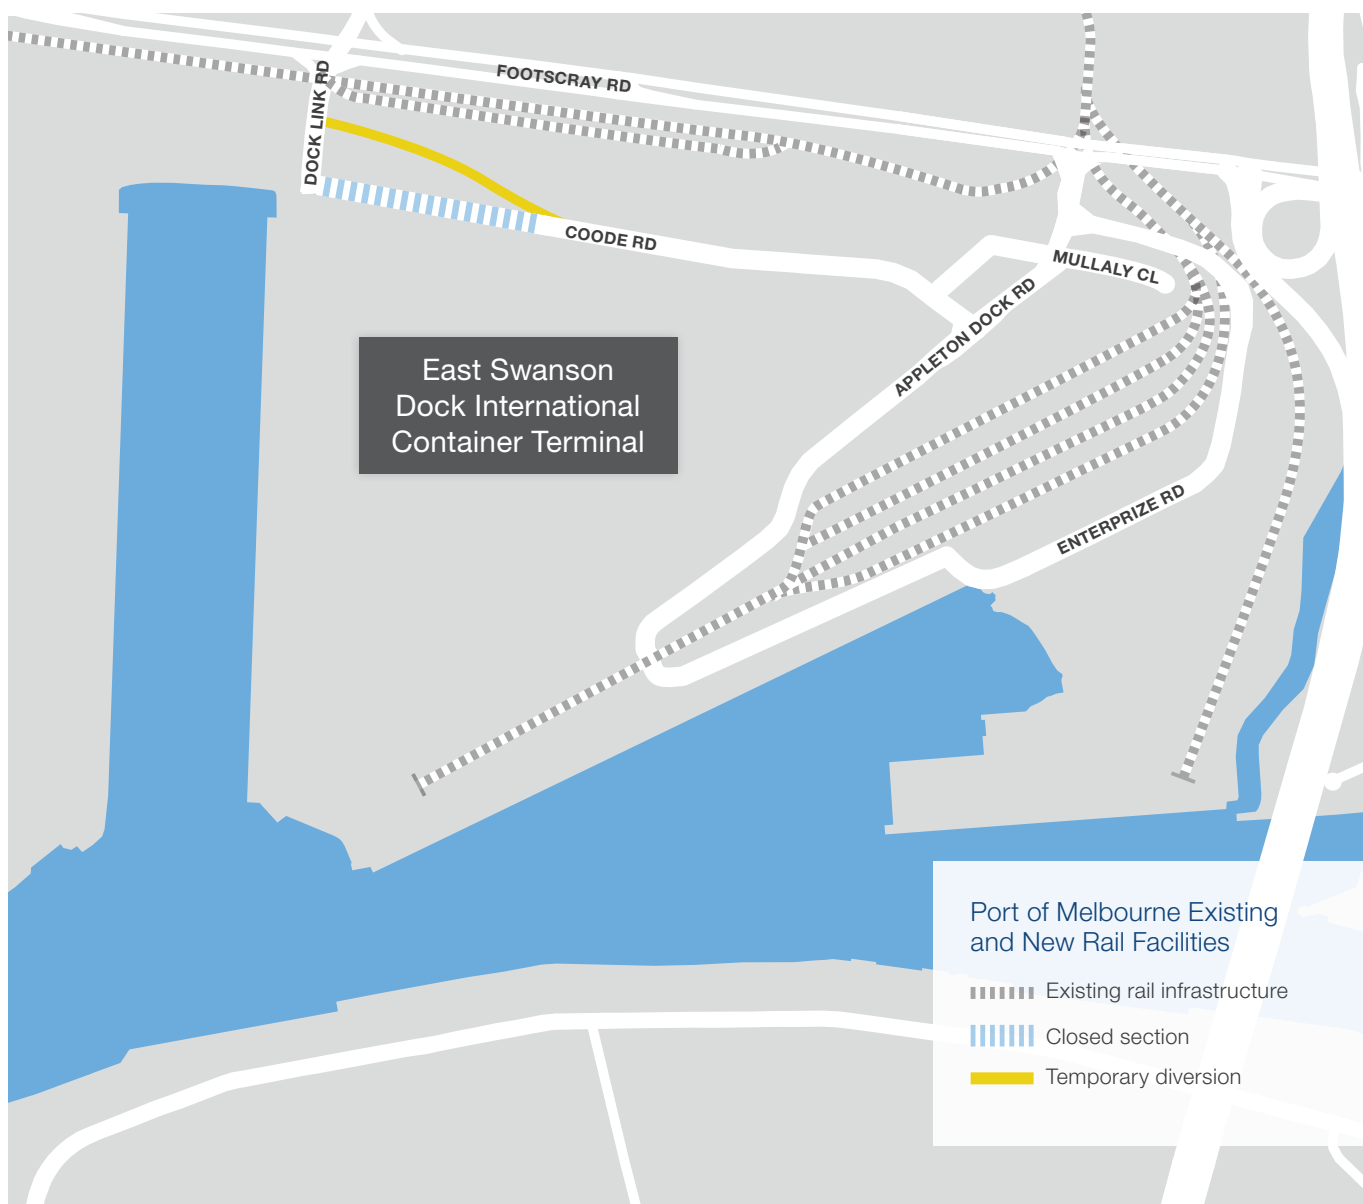 FOOTSCRAY RD
DOCK LINK RD
COODE RD
MULLALY CL
APPLETON DOCK RD
East Swanson
Dock International
Container Terminal
ENTERPRIZE RD
Port of Melbourne Existing
and New Rail Facilities
Existing rail infrastructure
Closed section
Temporary diversion